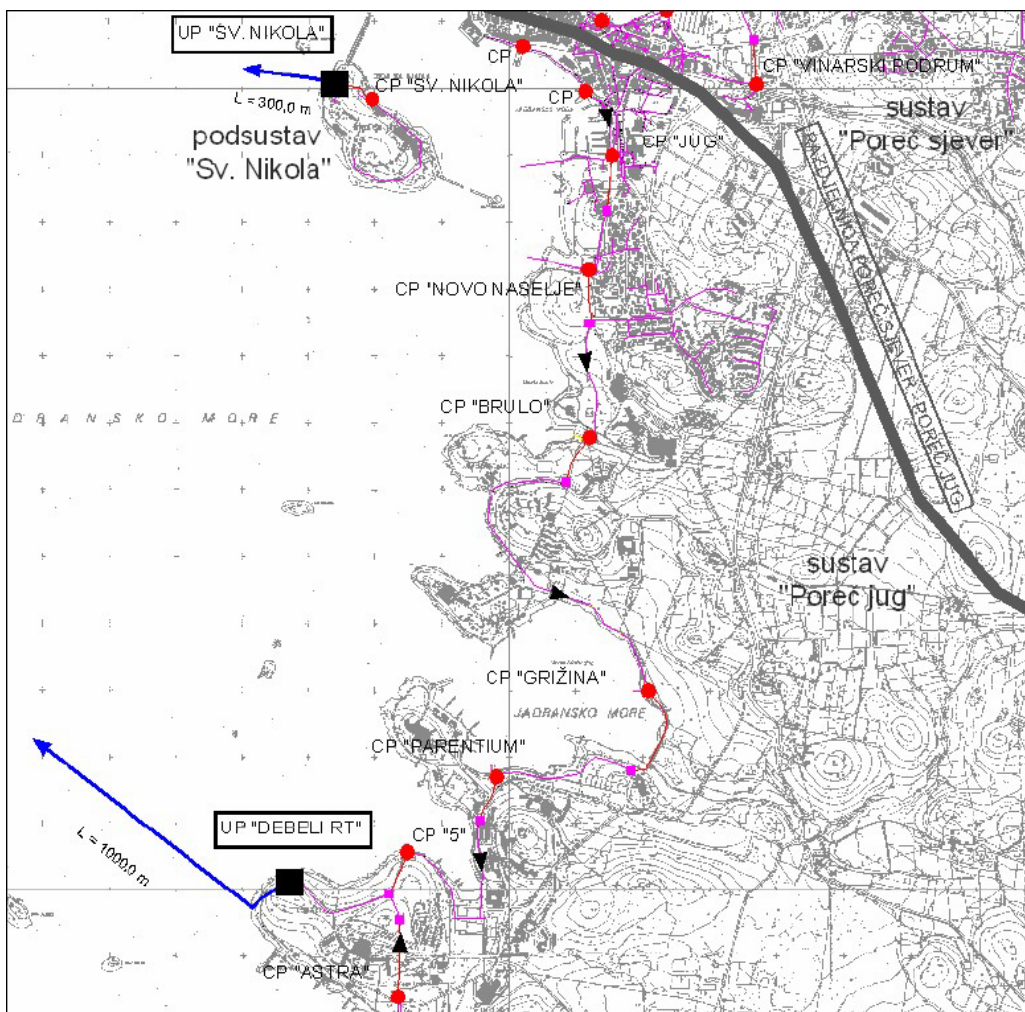 UP "SV. NIKOLA"
CP
CP "VINARSKI PODRUM"
CP "SV. NIKOLA"
L = 300,0 m
CP
sustav
"Poreč sjever"
podsustav
"Sv. Nikola"
CP "JUG"
RAZDJELNICA POREČ SJEVER-POREČ JUG
CP "NOVO NASELJE"
CP "BRULO"
DRANSKO MORE
sustav
"Poreč jug"
CP "GRIŽINA"
JADRANSKO MORE
CP "PARENTIUM"
UP "DEBELI RT"
CP "5"
L = 1000,0 m
CP "ASTRA"